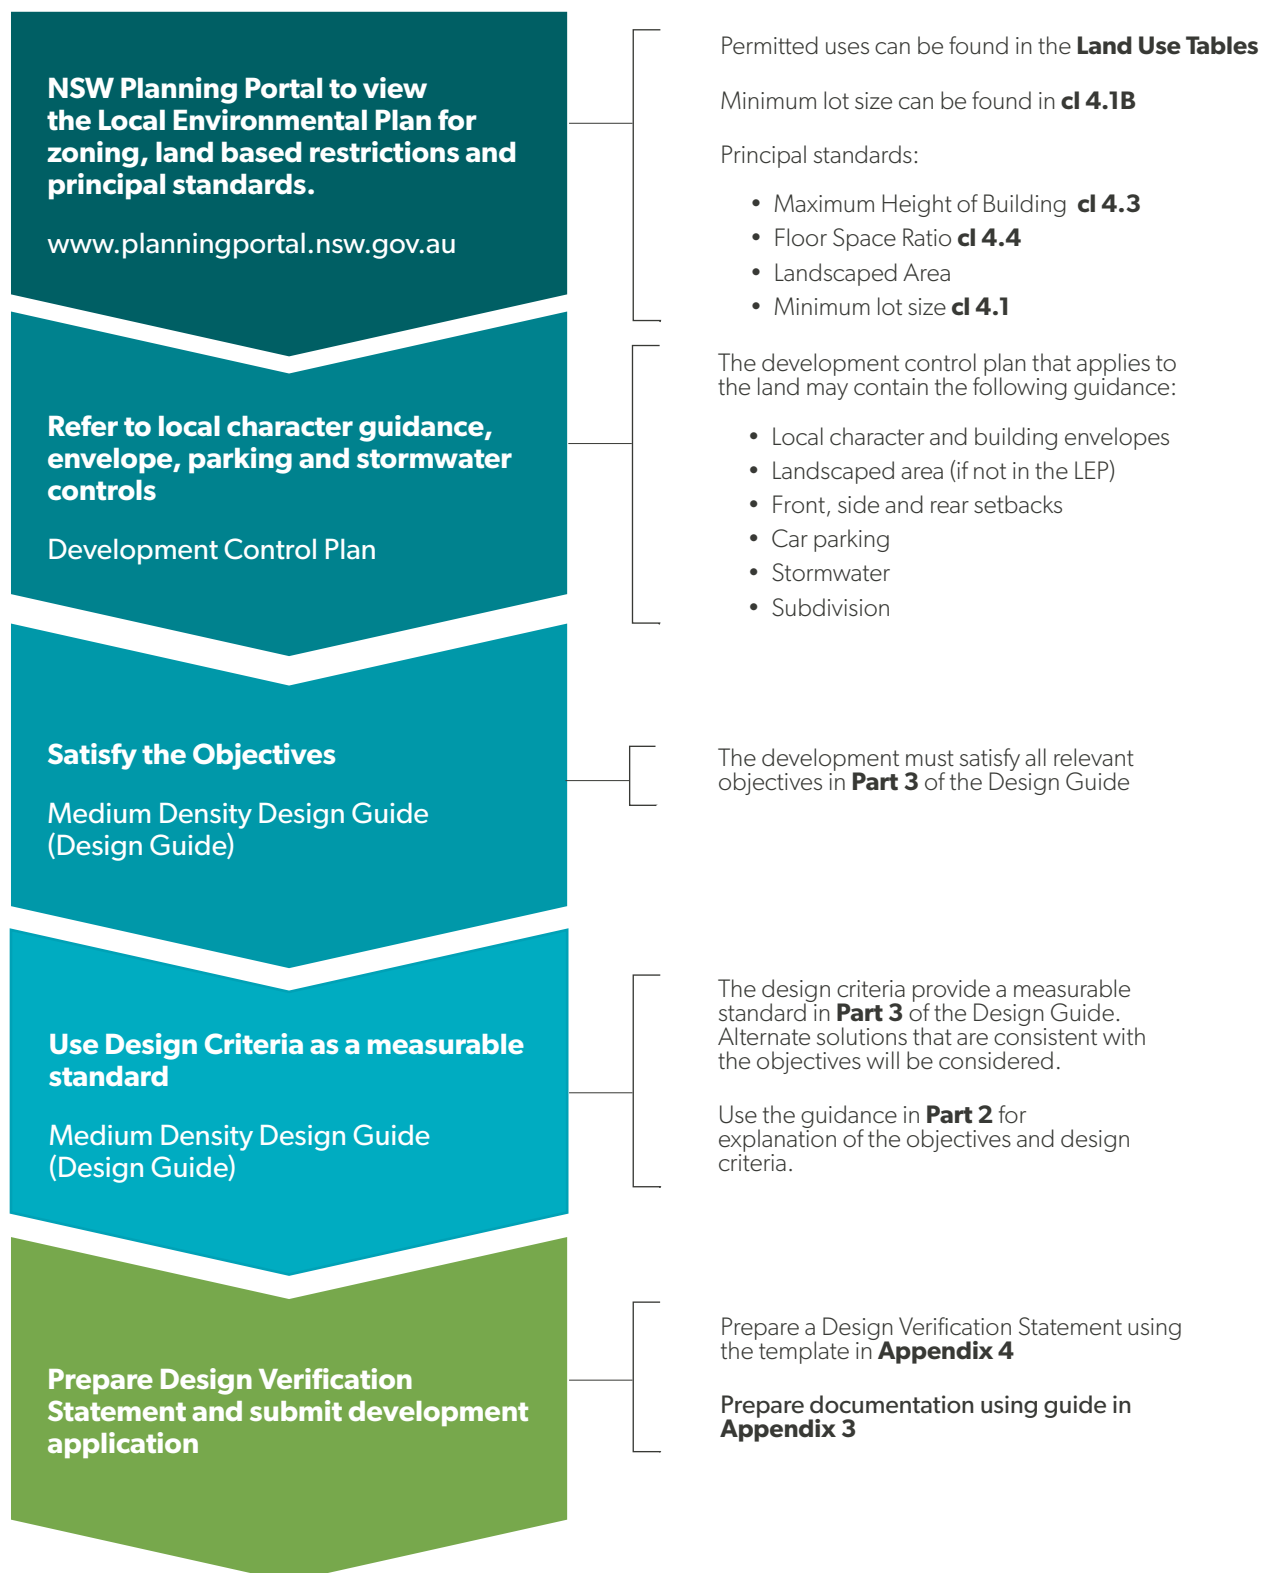 NSW Planning Portal to view
the Local Environmental Plan for
zoning, land based restrictions and
principal standards.
www.planningportal.nsw.gov.au
Permitted uses can be found in the Land Use Tables
Minimum lot size can be found in cl 4.1B
Principal standards:
• Maximum Height of Building cl 4.3
• Floor Space Ratio cl 4.4
• Landscaped Area
• Minimum lot size cl 4.1
Refer to local character guidance,
envelope, parking and stormwater
controls
Development Control Plan
The development control plan that applies to
the land may contain the following guidance:
• Local character and building envelopes
• Landscaped area (if not in the LEP)
• Front, side and rear setbacks
• Car parking
• Stormwater
• Subdivision
Satisfy the Objectives
Medium Density Design Guide
(Design Guide)
The development must satisfy all relevant
objectives in Part 3 of the Design Guide
Use Design Criteria as a measurable
standard
Medium Density Design Guide
(Design Guide)
The design criteria provide a measurable
standard in Part 3 of the Design Guide.
Alternate solutions that are consistent with
the objectives will be considered.
Use the guidance in Part 2 for
explanation of the objectives and design
criteria.
Prepare Design Verification
Statement and submit development
application
Prepare a Design Verification Statement using
the template in Appendix 4
Prepare documentation using guide in
Appendix 3